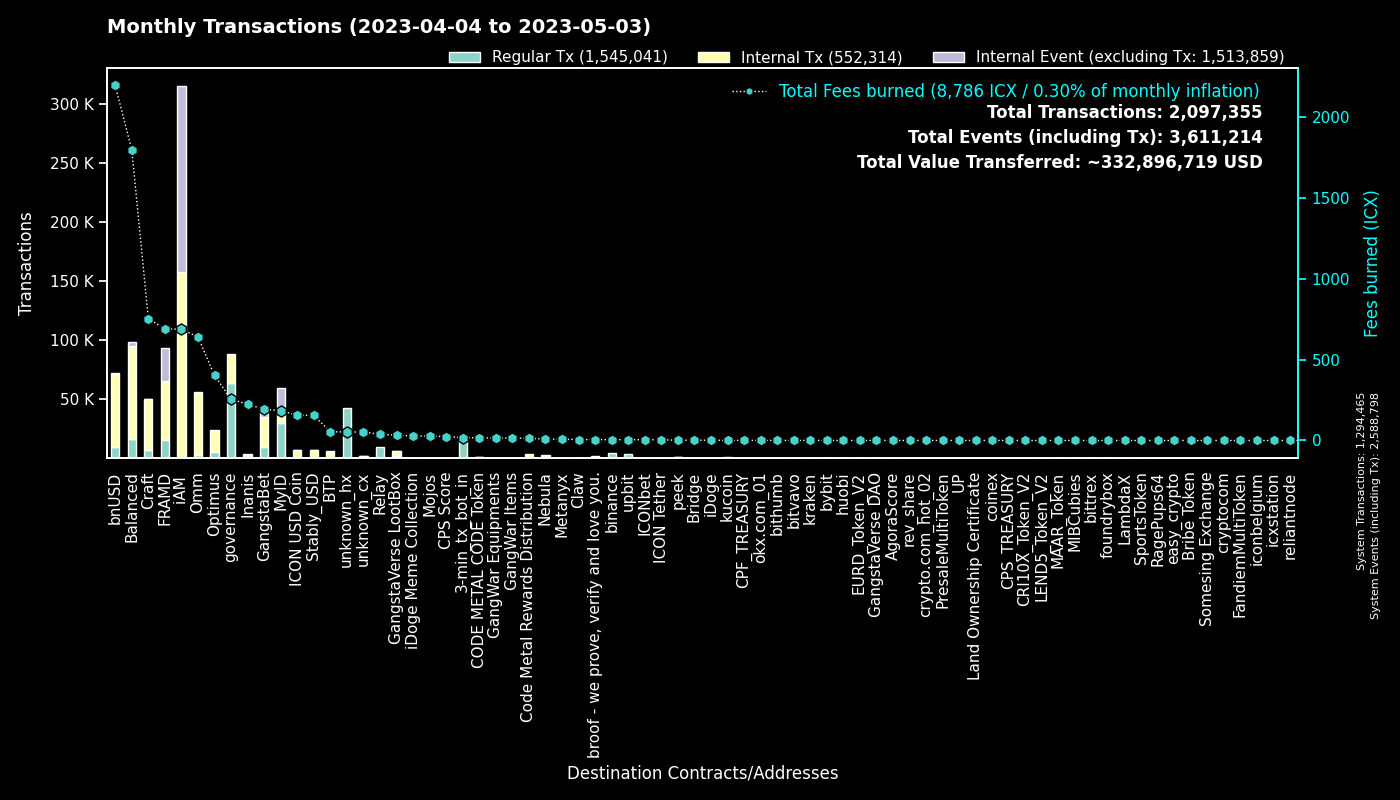 Monthly Transactions (2023-04-04 to 2023-05-03)
Regular Tx (1,545,041)
Internal Tx (552,314)
Internal Event (excluding Tx: 1,513,859)
Total Fees burned (8,786 ICX / 0.30% of monthly inflation)
Total Transactions: 2,097,355
Total Events (including Tx): 3,611,214
Total Value Transferred: ~332,896,719 USD
Transactions
300 K
250 K
200 K
150 K
100 K
50 K
2000
1500
1000
500
0
Fees burned (ICX)
System Transactions: 1,294,465
System Events (including Tx): 2,588,798
bnUSD
Balanced
Craft
FRAMD
iAM
Omm
Optimus
governance
Inanis
GangstaBet
MyID
ICON_USD_Coin
Stably_USD
_BTP
unknown_hx
unknown_cx
Relay
GangstaVerse LootBox
iDoge Meme Collection
Mojos
CPS Score
3-min_tx_bot_in
CODE METAL CODE Token
GangWar Equipments
GangWar Items
Code Metal Rewards Distribution
Nebula
Metanyx
Claw
broof - we prove, verify and love you.
binance
upbit
ICONbet
ICON Tether
peek
Bridge
iDoge
kucoin
CPF_TREASURY
okx.com_01
bithumb
bitvavo
kraken
bybit
huobi
EURD_Token_V2
GangstaVerse DAO
AgoraScore
rev_share
crypto.com_hot_02
PresaleMultiToken
UP
Land Ownership Certificate
coinex
CPS_TREASURY
CRI10X_Token_V2
LEND5_Token_V2
MAAR_Token
MIBCubies
bittrex
foundrybox
LambdaX
SportsToken
RagePups64
easy_crypto
Bribe Token
Somesing Exchange
cryptocom
FandiemMultiToken
iconbelgium
icxstation
reliantnode
Destination Contracts/Addresses